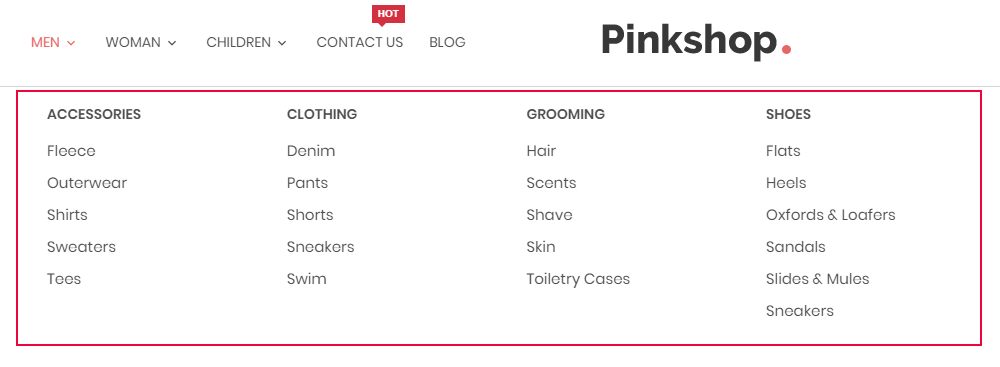 HOT
MEN WOMAN CHILDREN CONTACT US BLOG
Pinkshop.
ACCESSORIES
Fleece
Outerwear
Shirts
Sweaters
Tees
CLOTHING
Denim
Pants
Shorts
Sneakers
Swim
GROOMING
Hair
Scents
Shave
Skin
Toiletry Cases
SHOES
Flats
Heels
Oxfords & Loafers
Sandals
Slides & Mules
Sneakers